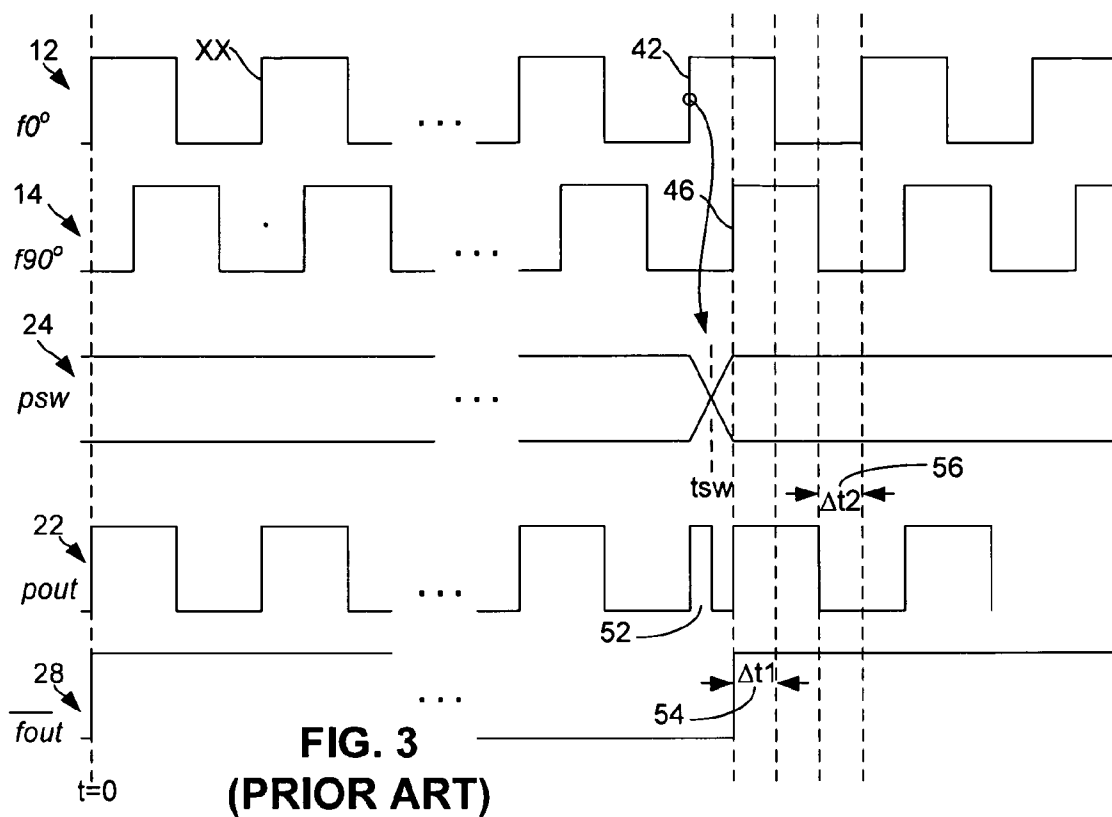 12
XX
42
f0°
. . .
14
46
f90°
. . .
24
psw
. . .
tsw
56
Δt2
22
pout
. . .
52
28
Δt1
fout
. . .
54
FIG. 3
t=0
(PRIOR ART)